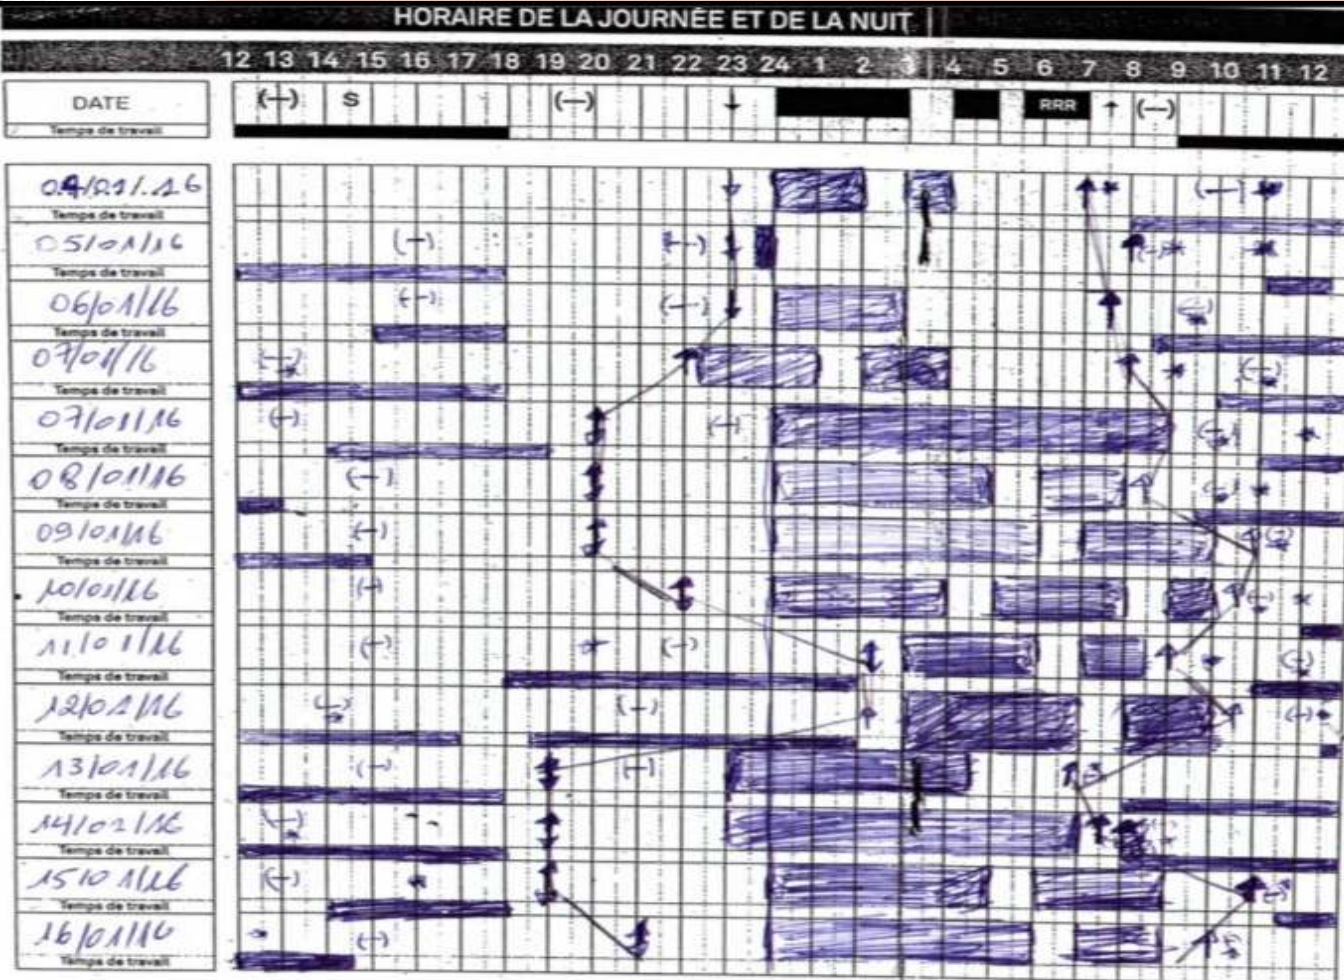 HORAIRE DE LA JOURNÉE ET DE LA NUIT
12 13 14 15 16 17 18 19 20 21 22 23 24 1 2 3 4 5 6 7 8 9 10 11 12
DATE (—) S (—) ↓ RRR ↑ (—)
Temps de travail
04/01/.16
Temps de travail
05/01/16
Temps de travail
06/01/16
Temps de travail
07/01/16
Temps de travail
07/01/16
Temps de travail
08/01/16
Temps de travail
09/01/16
Temps de travail
10/01/16
Temps de travail
11/01/16
Temps de travail
12/01/16
Temps de travail
13/01/16
Temps de travail
14/01/16
Temps de travail
15/01/16
Temps de travail
16/01/16
Temps de travail